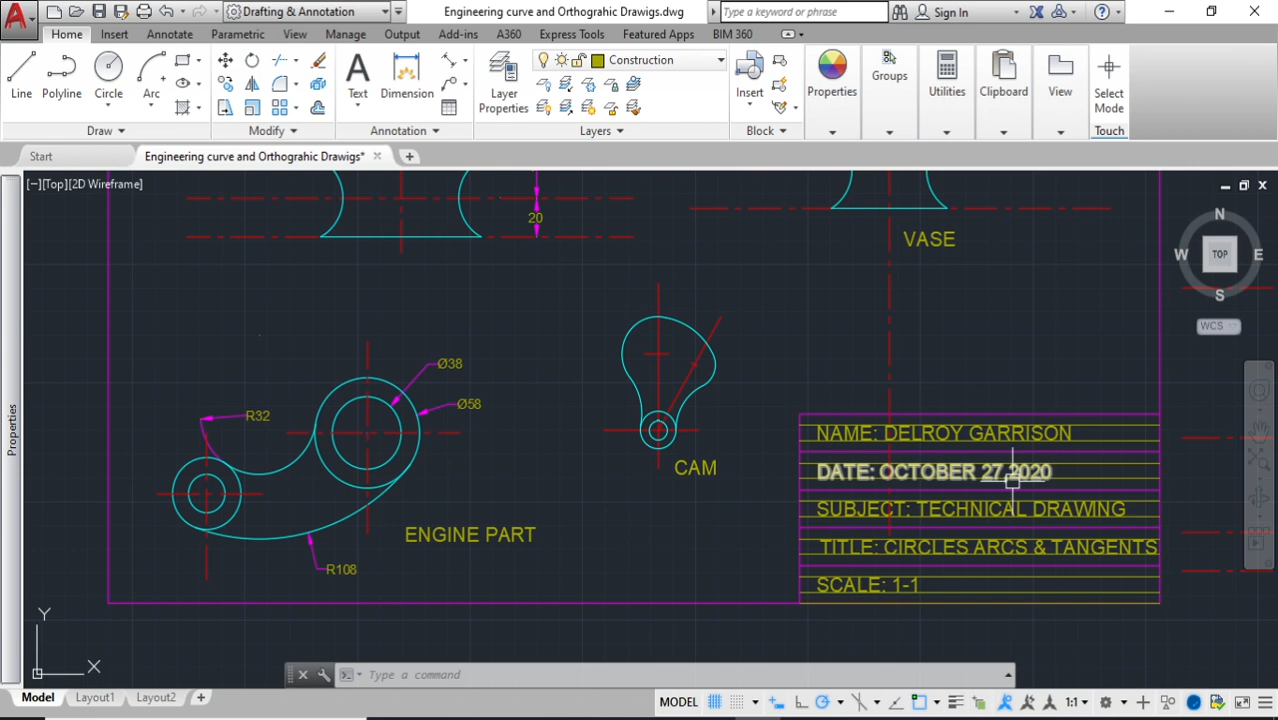 Drafting & Annotation
Engineering curve and Orthograhic Drawigs.dwg
Type a keyword or phrase
Sign In
Home Insert Annotate Parametric View Manage Output Add-ins A360 Express Tools Featured Apps BIM 360
Line Polyline Circle Arc
Text Dimension
Layer Properties
Construction
Insert
Properties
Groups
Utilities
Clipboard
View
Select Mode
Draw Modify Annotation Layers Block Touch
Start Engineering curve and Orthograhic Drawigs*
[−][Top][2D Wireframe]
20
VASE
N
W TOP E
S
WCS
Properties
Ø38
Ø58
R32
CAM
ENGINE PART
R108
NAME: DELROY GARRISON
DATE: OCTOBER 27,2020
SUBJECT: TECHNICAL DRAWING
TITLE: CIRCLES ARCS & TANGENTS
SCALE: 1-1
Y
X
Type a command
Model Layout1 Layout2
MODEL 1:1